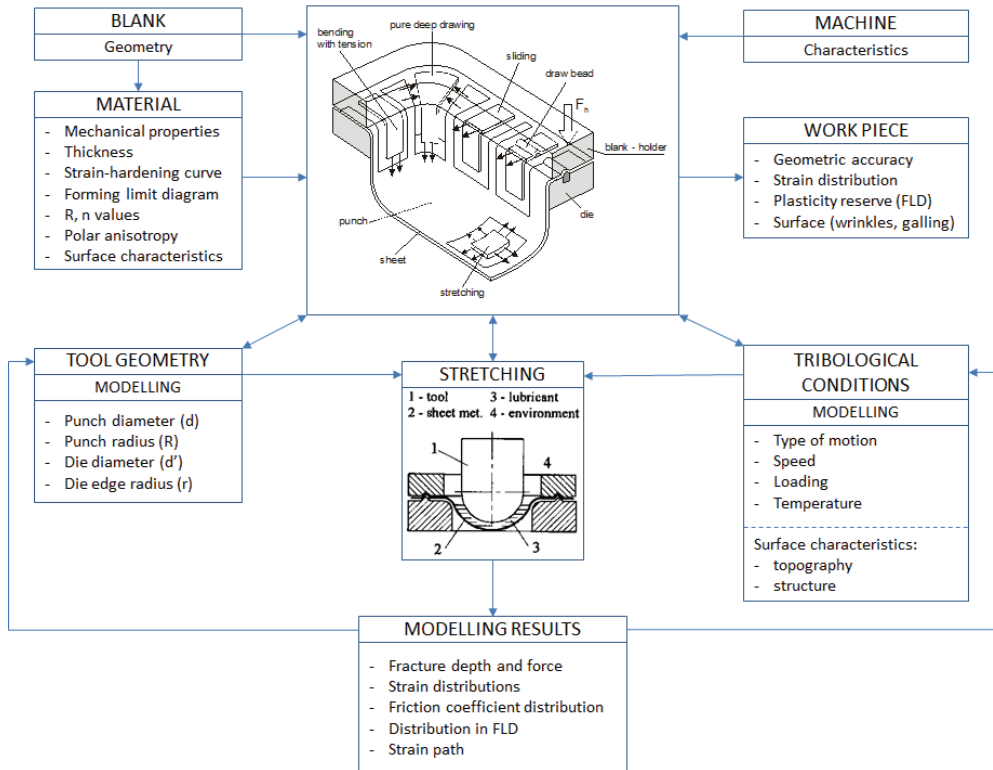 BLANK
Geometry
MATERIAL
- Mechanical properties
- Thickness
- Strain-hardening curve
- Forming limit diagram
- R, n values
- Polar anisotropy
- Surface characteristics
bending
with tension
pure deep drawing
sliding
draw bead
Fh
blank - holder
die
punch
sheet
stretching
MACHINE
Characteristics
WORK PIECE
- Geometric accuracy
- Strain distribution
- Plasticity reserve (FLD)
- Surface (wrinkles, galling)
TOOL GEOMETRY
MODELLING
- Punch diameter (d)
- Punch radius (R)
- Die diameter (d’)
- Die edge radius (r)
STRETCHING
1 - tool 3 - lubricant
2 - sheet met. 4 - environment
1
4
2
3
TRIBOLOGICAL
CONDITIONS
MODELLING
- Type of motion
- Speed
- Loading
- Temperature
Surface characteristics:
- topography
- structure
MODELLING RESULTS
- Fracture depth and force
- Strain distributions
- Friction coefficient distribution
- Distribution in FLD
- Strain path